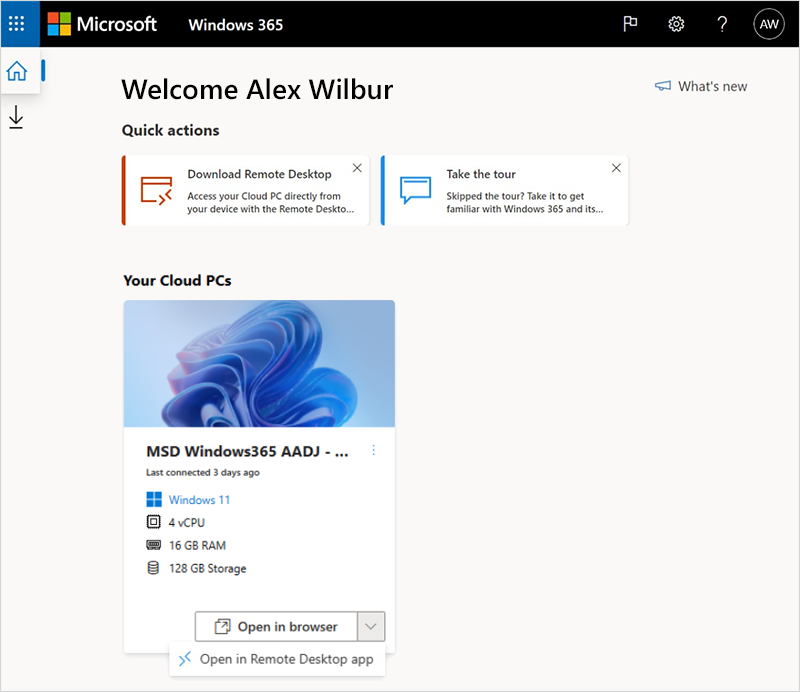 Microsoft Windows 365 AW
Welcome Alex Wilbur
What's new
Quick actions
Download Remote Desktop
Access your Cloud PC directly from
your device with the Remote Deskto...
Take the tour
Skipped the tour? Take it to get
familiar with Windows 365 and its...
Your Cloud PCs
MSD Windows365 AADJ - ...
Last connected 3 days ago
Windows 11
4 vCPU
16 GB RAM
128 GB Storage
Open in browser
Open in Remote Desktop app